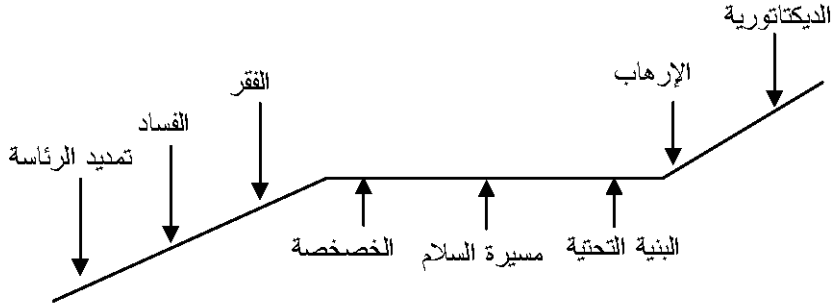 الديكتاتورية
الإرهاب
الفقر
الفساد
تمديد الرئاسة
البنية التحتية
مسيرة السلام
الخصخصة